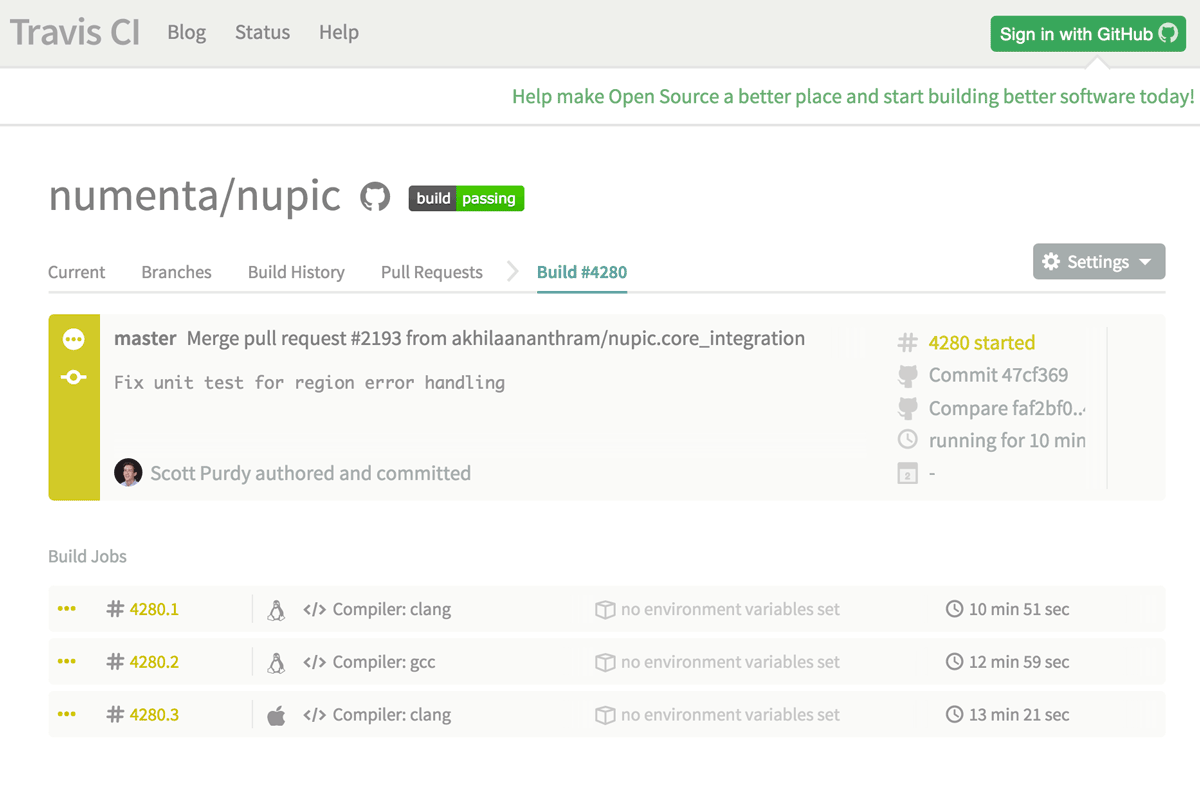 Travis CI Blog Status Help Sign in with GitHub
Help make Open Source a better place and start building better software today!
numenta/nupic build passing
Current Branches Build History Pull Requests Build #4280 Settings
master Merge pull request #2193 from akhilaananthram/nupic.core_integration
Fix unit test for region error handling
Scott Purdy authored and committed
# 4280 started
Commit 47cf369
Compare faf2bf0..
running for 10 min
2 -
Build Jobs
# 4280.1 </> Compiler: clang no environment variables set 10 min 51 sec
# 4280.2 </> Compiler: gcc no environment variables set 12 min 59 sec
# 4280.3 </> Compiler: clang no environment variables set 13 min 21 sec